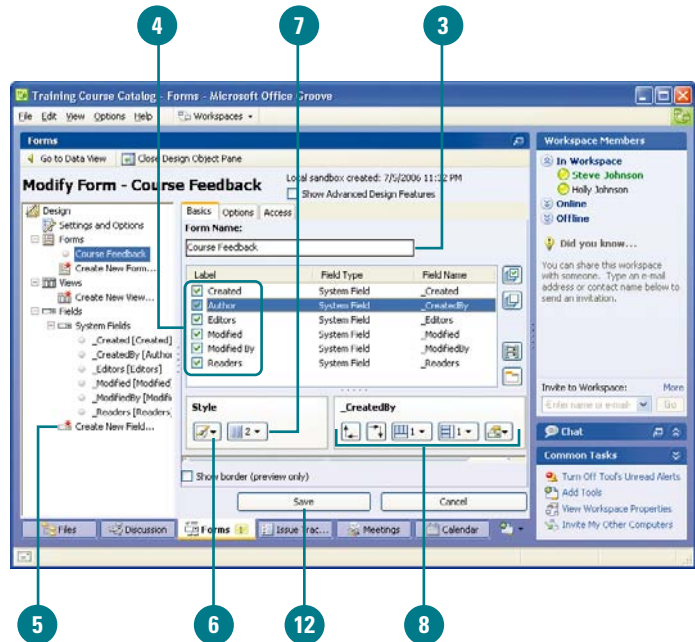 4 7 3
Training Course Catalog - Forms - Microsoft Office Groove
File Edit View Options Help Workspaces
Forms
Go to Data View Close Design Object Pane
Modify Form - Course Feedback
Local sandbox created: 7/5/2006 11:32 PM
Show Advanced Design Features
Design
Settings and Options
Forms
Course Feedback
Create New Form...
Views
Create New View...
Fields
System Fields
_Created [Created]
_CreatedBy [Author
_Editors [Editors]
_Modified [Modified
_ModifiedBy [Modifi
_Readers [Readers]
Create New Field...
Basics Options Access
Form Name:
Course Feedback
Label Field Type Field Name
Created System Field _Created
Author System Field _CreatedBy
Editors System Field _Editors
Modified System Field _Modified
Modified By System Field _ModifiedBy
Readers System Field _Readers
Style
2
_CreatedBy
1 1
Show border (preview only)
Save Cancel
Workspace Members
In Workspace
Steve Johnson
Holly Johnson
Online
Offline
Did you know...
You can share this workspace
with someone. Type an e-mail
address or contact name below to
send an invitation.
Invite to Workspace: More
Enter name or e-mail Go
Chat
Common Tasks
Turn Off Tool's Unread Alerts
Add Tools
View Workspace Properties
Invite My Other Computers
Files Discussion Forms 1 Issue Trac... Meetings Calendar
5 6 12 8